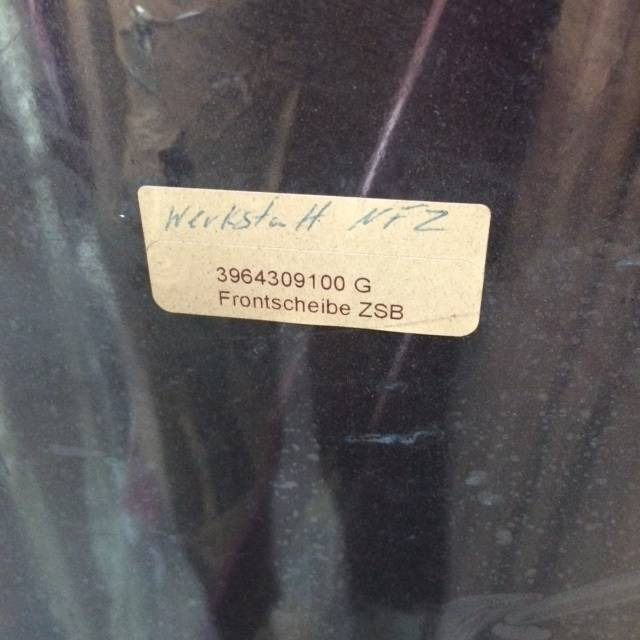 Werkstatt NFZ
3964309100 G
Frontscheibe ZSB